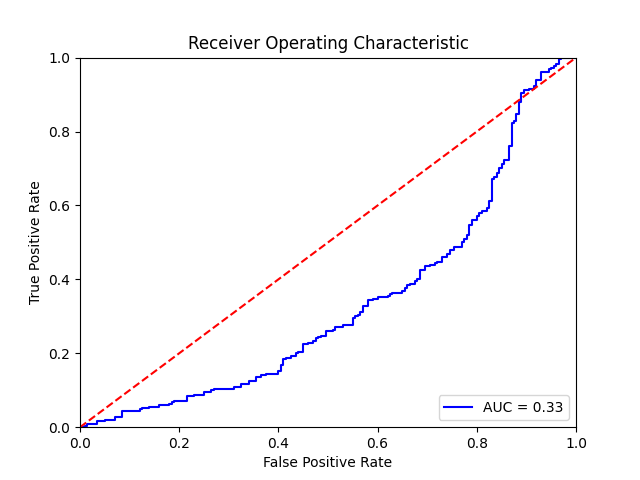 Receiver Operating Characteristic
1.0
0.8
0.6
0.4
0.2
0.0
True Positive Rate
AUC = 0.33
0.0 0.2 0.4 0.6 0.8 1.0
False Positive Rate